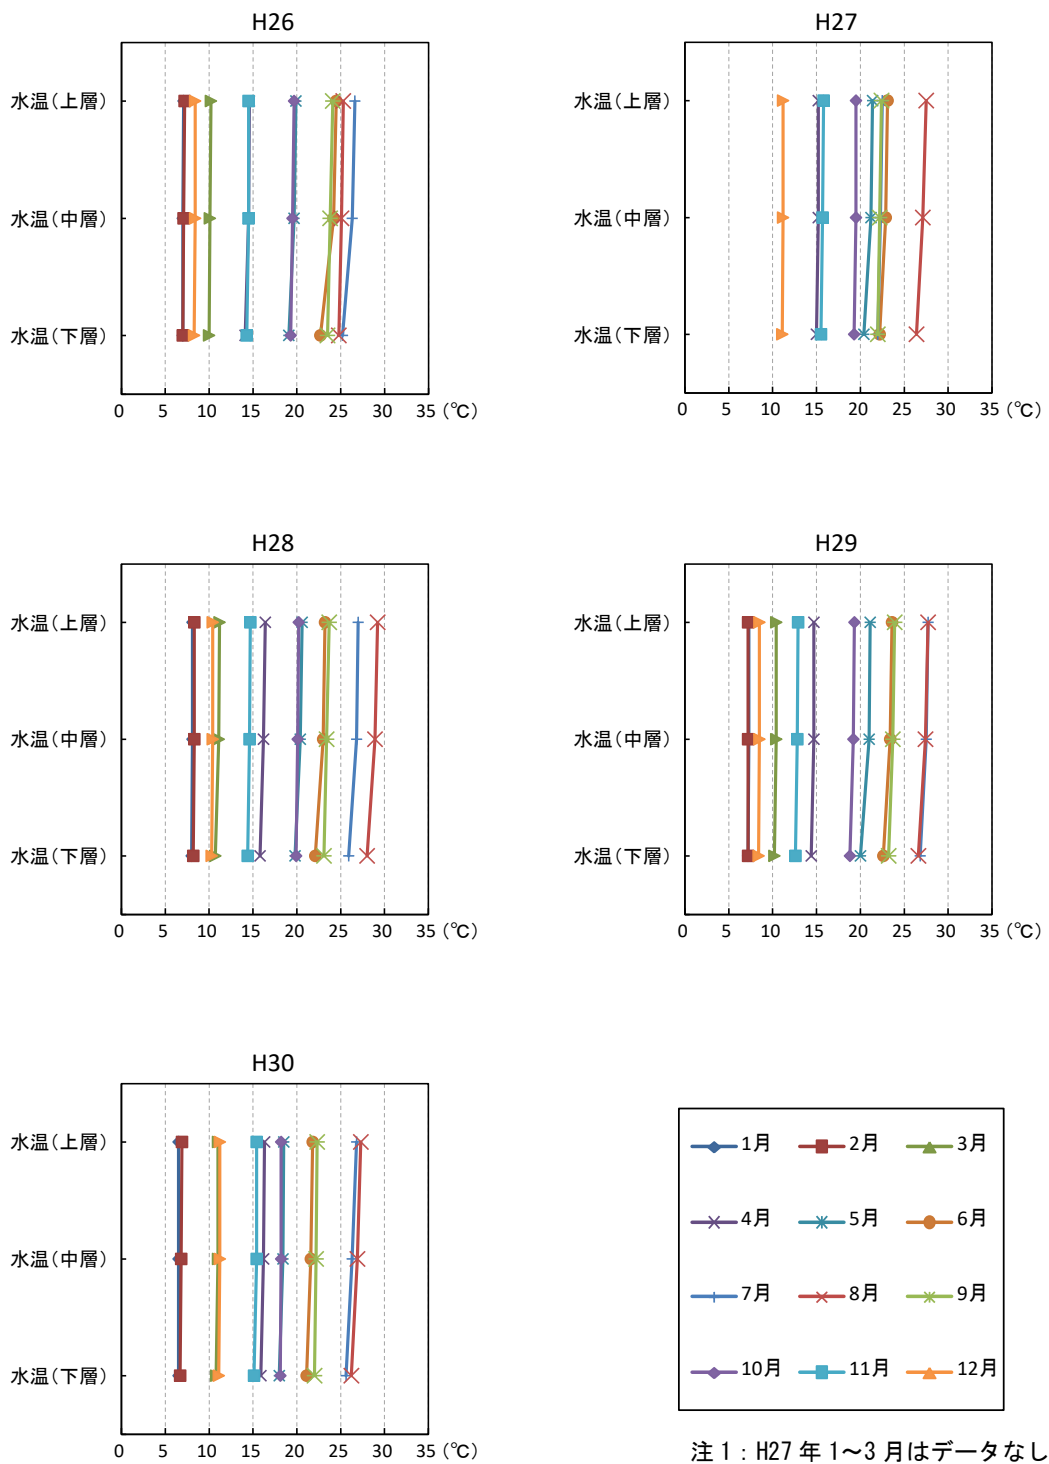 H26
水温(上層)
水温(中層)
水温(下層)
0 5 10 15 20 25 30 35 (℃)
H27
水温(上層)
水温(中層)
水温(下層)
0 5 10 15 20 25 30 35 (℃)
H28
水温(上層)
水温(中層)
水温(下層)
0 5 10 15 20 25 30 35 (℃)
H29
水温(上層)
水温(中層)
水温(下層)
0 5 10 15 20 25 30 35 (℃)
H30
水温(上層)
水温(中層)
水温(下層)
0 5 10 15 20 25 30 35 (℃)
1月 2月 3月
4月 5月 6月
7月 8月 9月
10月 11月 12月
注1：H27年1～3月はデータなし